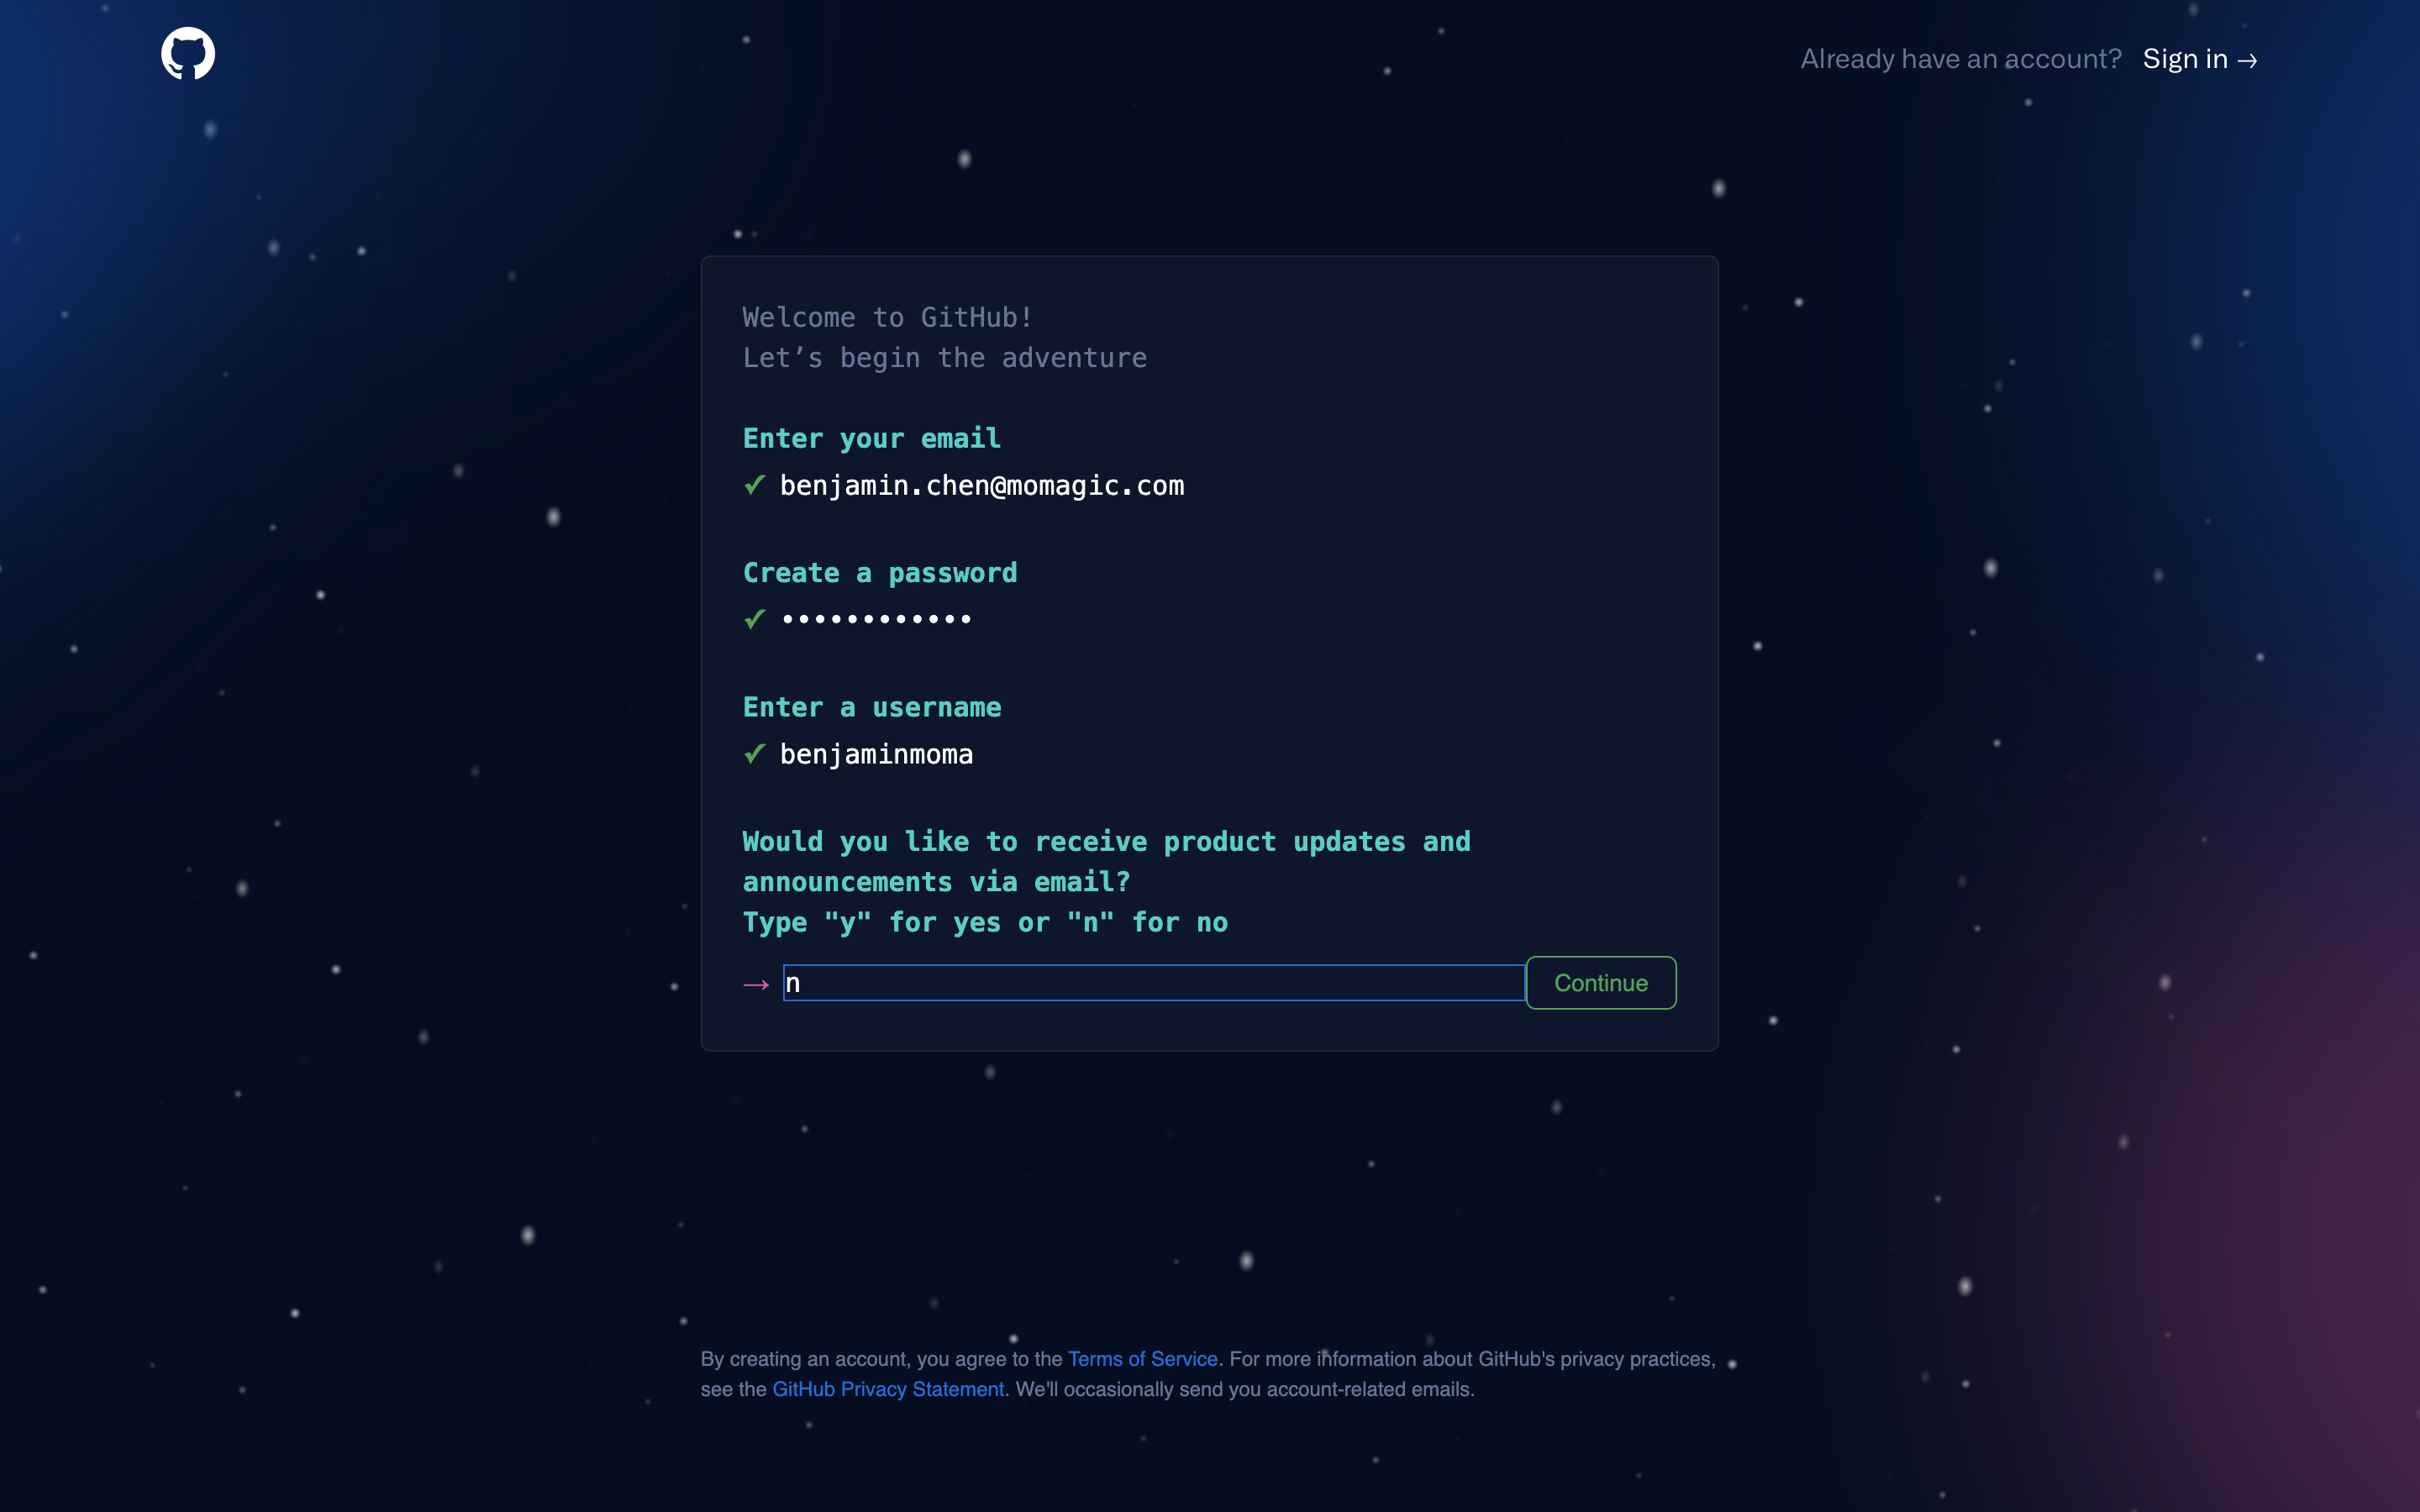 Already have an account? Sign in →
Welcome to GitHub!
Let’s begin the adventure
Enter your email
✓ benjamin.chen@momagic.com
Create a password
✓ ••••••••••••
Enter a username
✓ benjaminmoma
Would you like to receive product updates and
announcements via email?
Type "y" for yes or "n" for no
→ n Continue
By creating an account, you agree to the Terms of Service. For more information about GitHub's privacy practices,
see the GitHub Privacy Statement. We'll occasionally send you account-related emails.